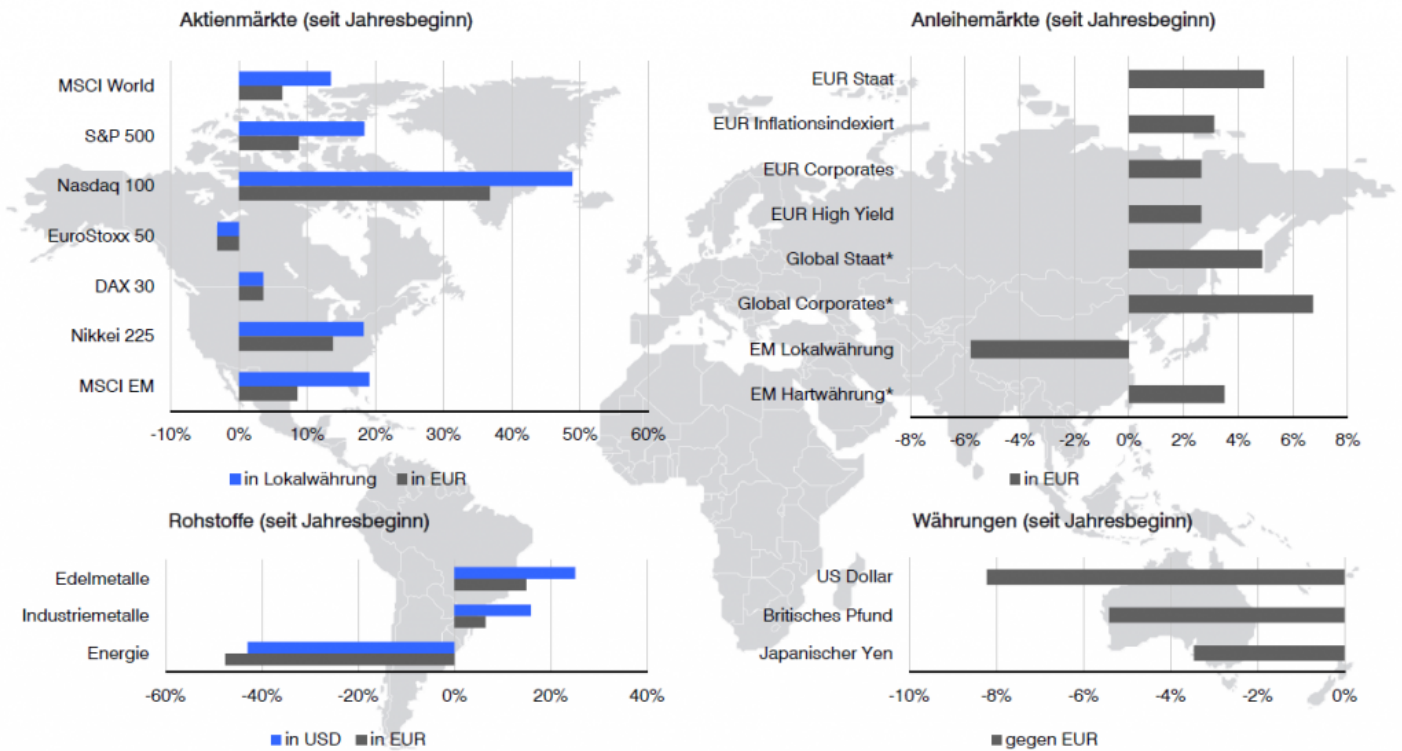 Aktienmärkte (seit Jahresbeginn)
MSCI World
S&P 500
Nasdaq 100
EuroStoxx 50
DAX 30
Nikkei 225
MSCI EM
-10% 0% 10% 20% 30% 40% 50% 60%
in Lokalwährung in EUR
Anleihemärkte (seit Jahresbeginn)
EUR Staat
EUR Inflationsindexiert
EUR Corporates
EUR High Yield
Global Staat*
Global Corporates*
EM Lokalwährung
EM Hartwährung*
-8% -6% -4% -2% 0% 2% 4% 6% 8%
in EUR
Rohstoffe (seit Jahresbeginn)
Edelmetalle
Industriemetalle
Energie
-60% -40% -20% 0% 20% 40%
in USD in EUR
Währungen (seit Jahresbeginn)
US Dollar
Britisches Pfund
Japanischer Yen
-10% -8% -6% -4% -2% 0%
gegen EUR